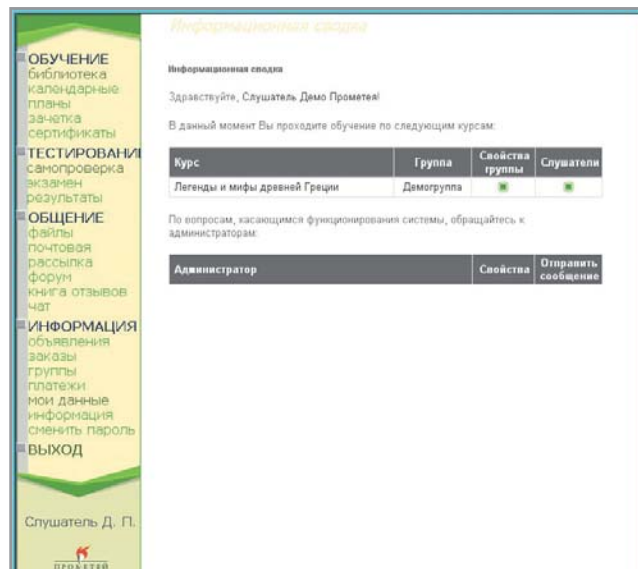 ОБУЧЕНИЕ
библиотека
календарные
планы
зачетка
сертификаты
ТЕСТИРОВАНИ
самопроверка
экзамен
результаты
ОБЩЕНИЕ
файлы
почтовая
рассылка
форум
книга отзывов
чат
ИНФОРМАЦИЯ
объявления
заказы
группы
платежи
мои данные
информация
сменить пароль
ВЫХОД
Слушатель Д. П.
ПРОМЕТЕЙ
Информационная сводка
Информационная сводка
Здравствуйте, Слушатель Демо Прометея!
В данный момент Вы проходите обучение по следующим курсам:
Курс Группа Свойства группы Слушатели
Легенды и мифы древней Греции Демогруппа
По вопросам, касающимся функционирования системы, обращайтесь к
администраторам:
Администратор Свойства Отправить сообщение